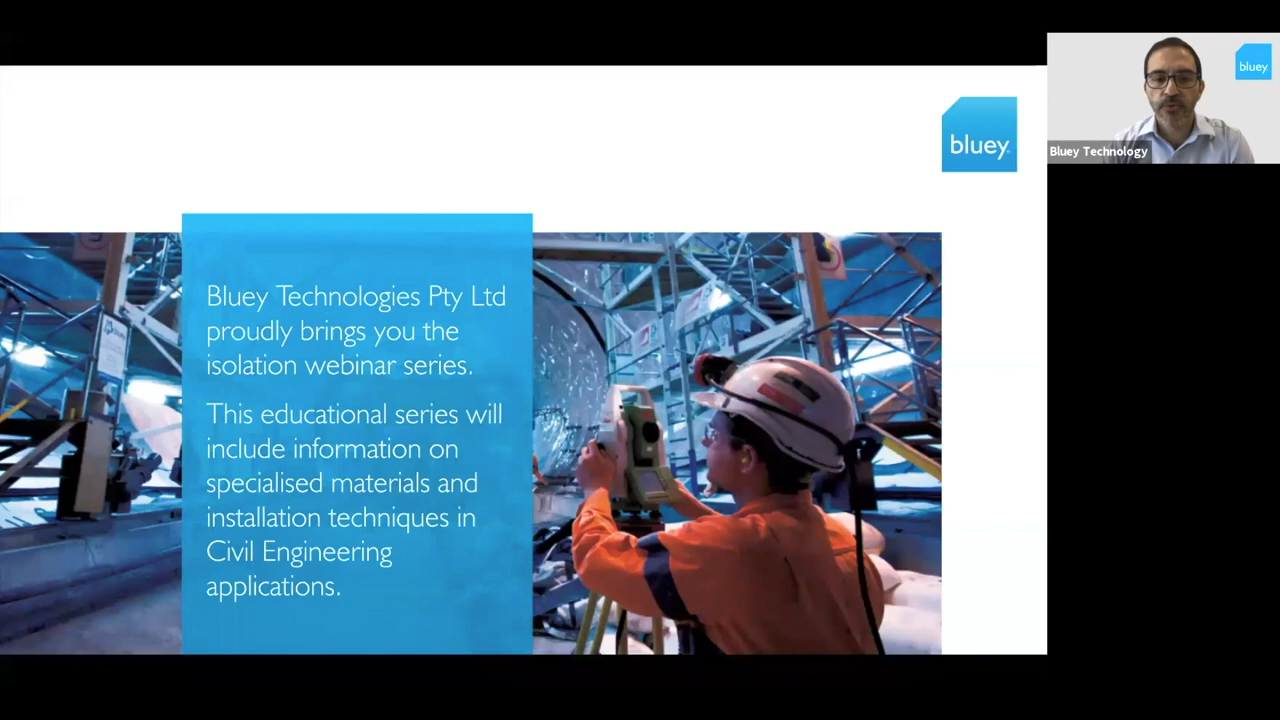 bluey
bluey
Bluey Technology
Bluey Technologies Pty Ltd
proudly brings you the
isolation webinar series.
This educational series will
include information on
specialised materials and
installation techniques in
Civil Engineering
applications.